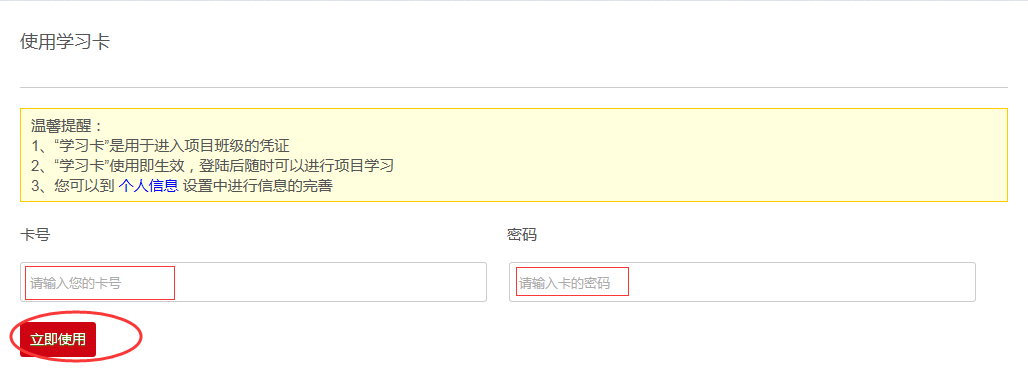 使用学习卡
温馨提醒：
1、“学习卡”是用于进入项目班级的凭证
2、“学习卡”使用即生效，登陆后随时可以进行项目学习
3、您可以到 个人信息 设置中进行信息的完善
卡号
密码
请输入您的卡号
请输入卡的密码
立即使用